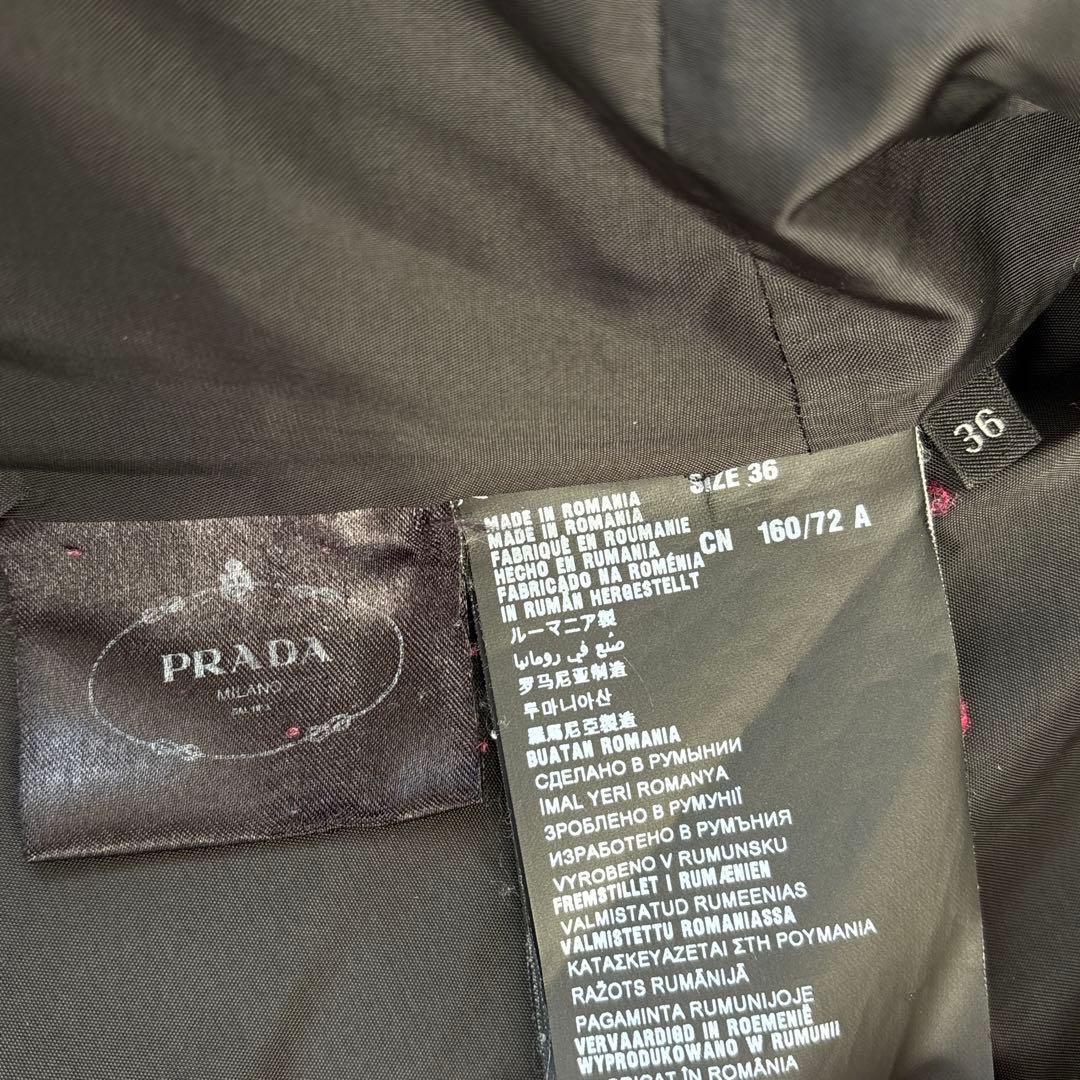 36
SIZE 36
CN 160/72 A
MADE IN ROMANIA
MADE IN ROMANIA
FABRIQUÉ EN ROUMANIE
HECHO EN RUMANIA
FABRICADO NA ROMÉNIA
IN RUMÄN HERGESTELLT
ルーマニア製
صنع في رومانيا
罗马尼亚制造
루마니아산
羅馬尼亞製造
BUATAN ROMANIA
СДЕЛАНО В РУМЫНИИ
IMAL YERİ ROMANYA
ЗРОБЛЕНО В РУМУНІЇ
ИЗРАБОТЕНО В РУМЪНИЯ
VYROBENO V RUMUNSKU
FREMSTILLET I RUMÆNIEN
VALMISTATUD RUMEENIAS
VALMISTETTU ROMANIASSA
ΚΑΤΑΣΚΕΥΑΖΕΤΑΙ ΣΤΗ ΡΟΥΜΑΝΙΑ
RAŽOTS RUMĀNIJĀ
PAGAMINTA RUMUNIJOJE
VERVAARDIGD IN ROEMENIË
WYPRODUKOWANO W RUMUNII
ÎN ROMÂNIA
PRADA
MILANO